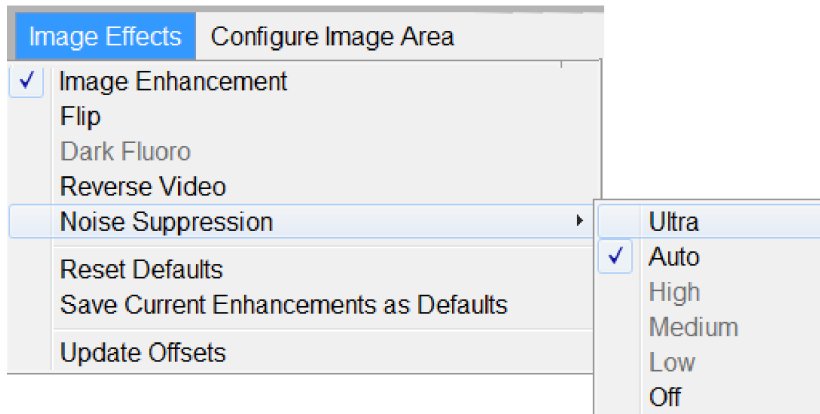 Image Effects Configure Image Area
Image Enhancement
Flip
Dark Fluoro
Reverse Video
Noise Suppression
Reset Defaults
Save Current Enhancements as Defaults
Update Offsets
Ultra
Auto
High
Medium
Low
Off